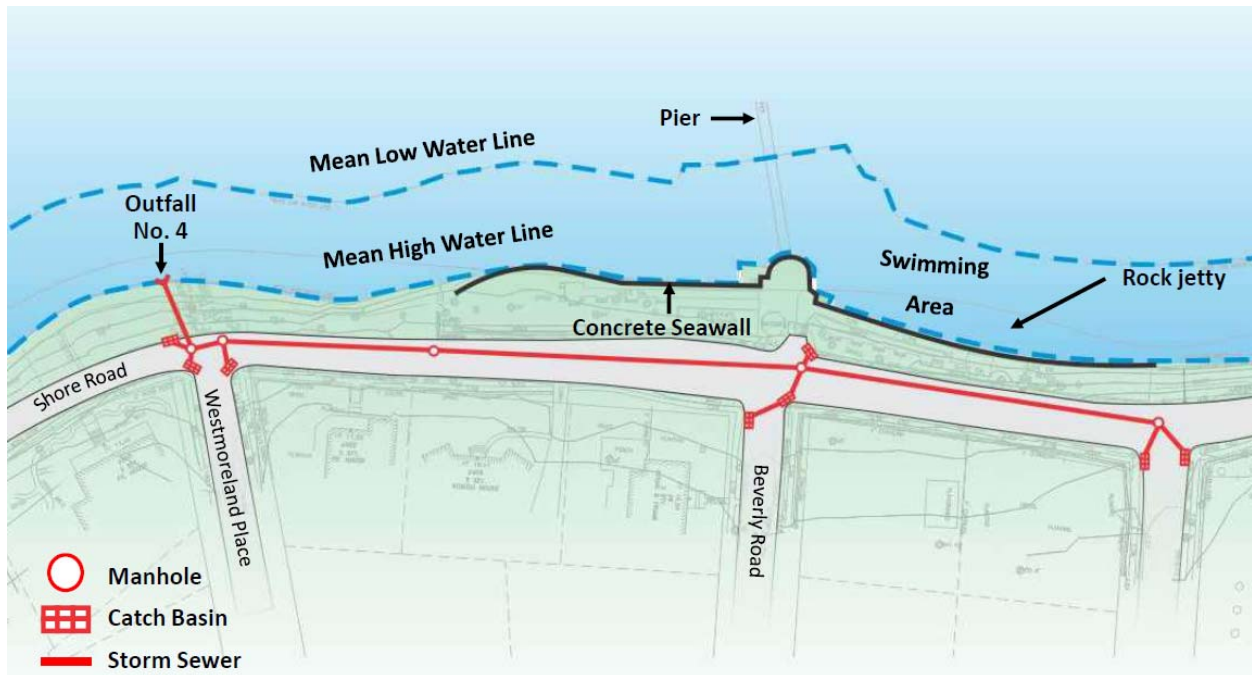 Pier
Mean Low Water Line
Outfall
No. 4
Mean High Water Line
Swimming
Area
Rock jetty
Concrete Seawall
Shore Road
Westmoreland Place
Beverly Road
Manhole
Catch Basin
Storm Sewer